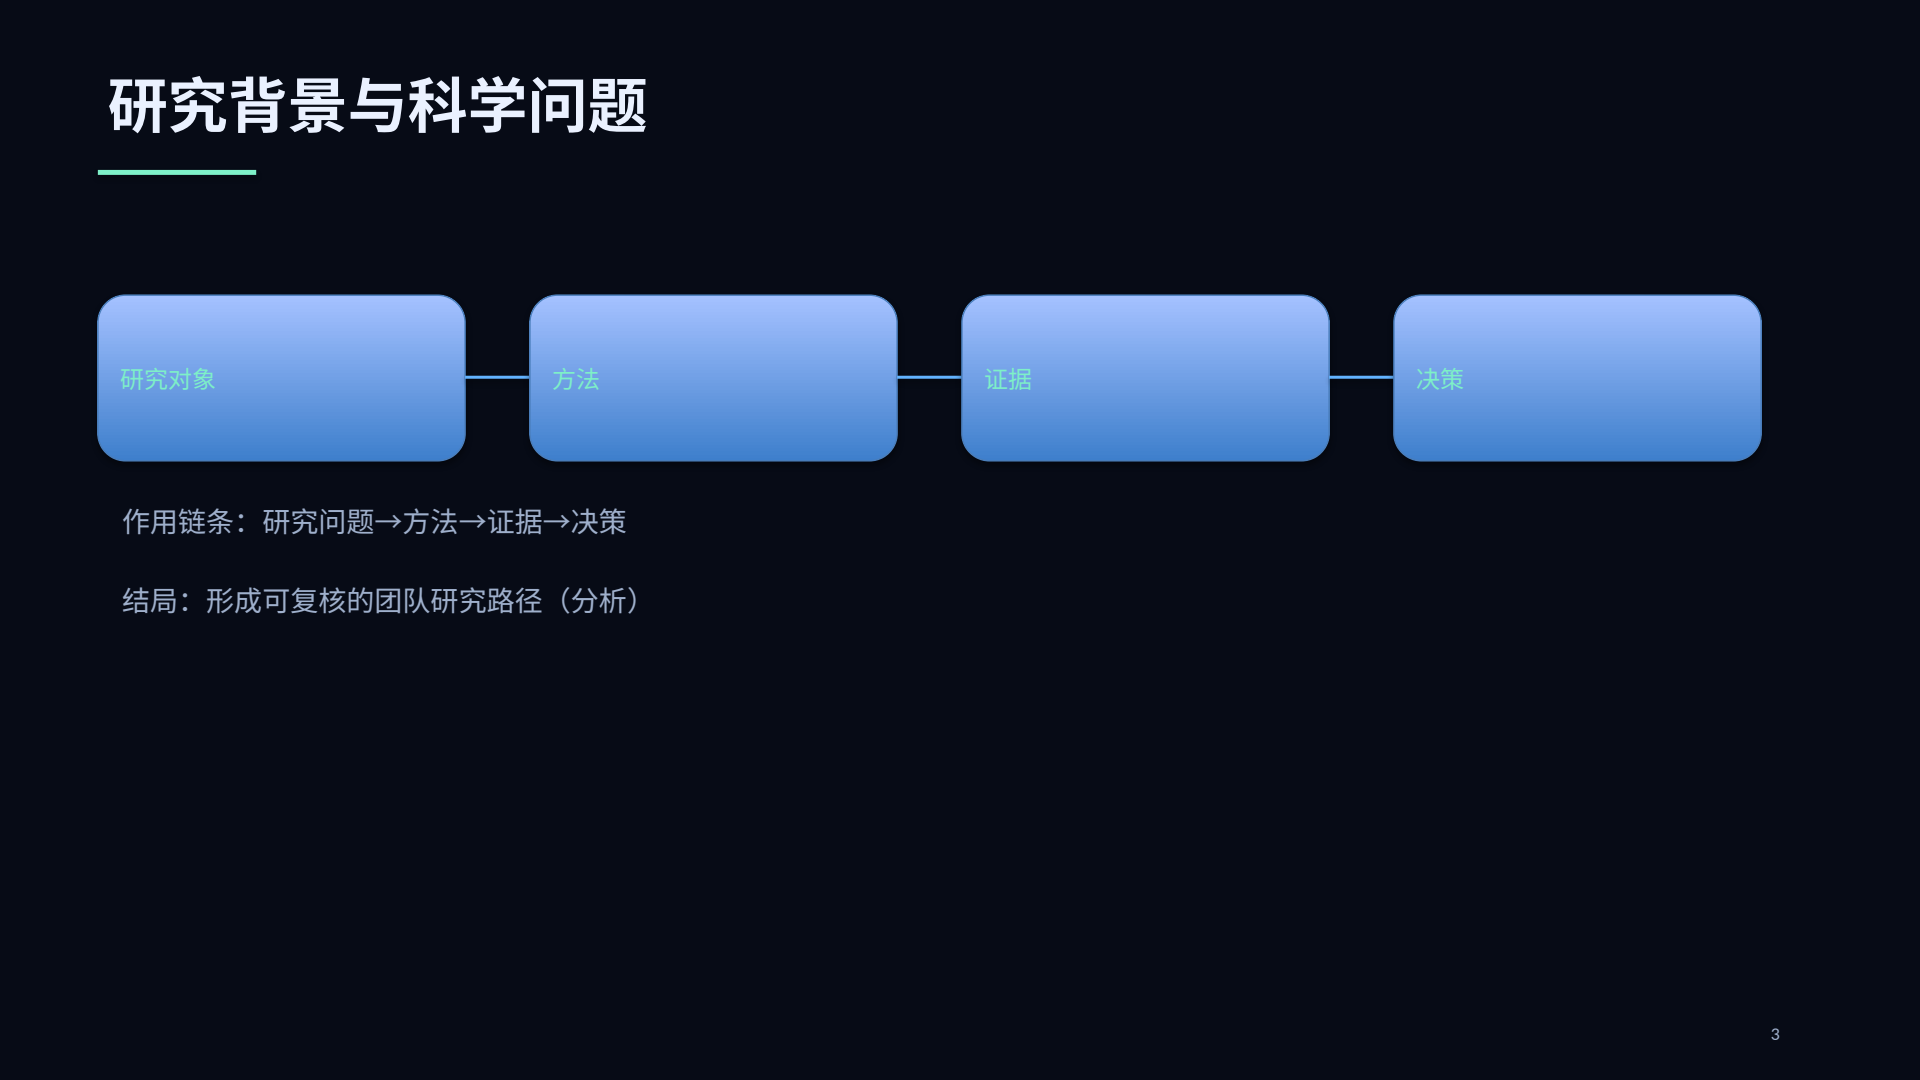 研究背景与科学问题
研究对象
方法
证据
决策
作用链条：研究问题→方法→证据→决策
结局：形成可复核的团队研究路径（分析）
3